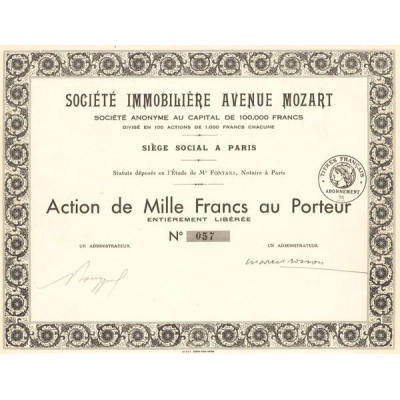 SOCIÉTÉ IMMOBILIÈRE AVENUE MOZART
SOCIÉTÉ ANONYME AU CAPITAL DE 100.000 FRANCS
DIVISÉ EN 100 ACTIONS DE 1.000 FRANCS CHACUNE
SIÈGE SOCIAL A PARIS
Statuts déposés en l'Étude de Me FONTANA, Notaire à Paris
TITRES FRANÇAIS
ABONNEMENT
Action de Mille Francs au Porteur
ENTIÈREMENT LIBÉRÉE
No 057
UN ADMINISTRATEUR.
UN ADMINISTRATEUR.